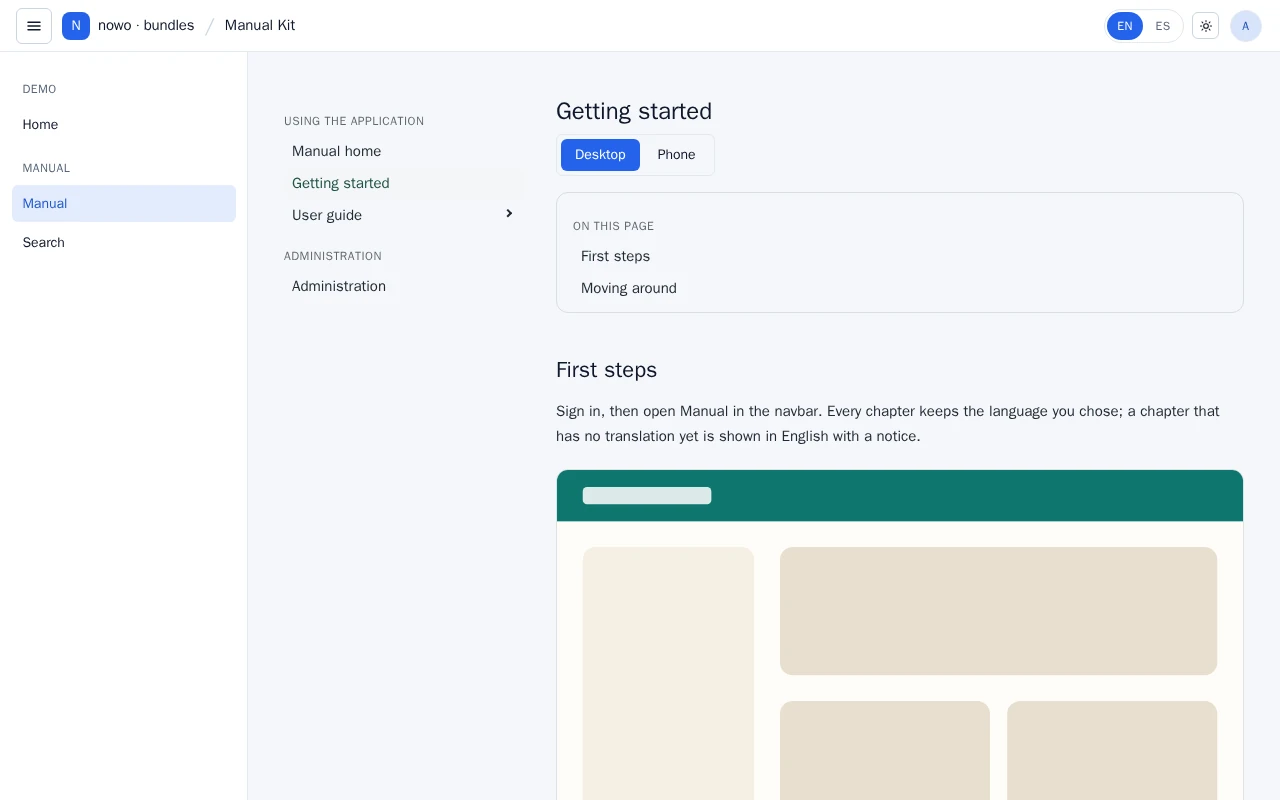 N nowo · bundles / Manual Kit
EN ES A
DEMO
Home
MANUAL
Manual
Search
USING THE APPLICATION
Manual home
Getting started
User guide
ADMINISTRATION
Administration
Getting started
Desktop Phone
ON THIS PAGE
First steps
Moving around
First steps
Sign in, then open Manual in the navbar. Every chapter keeps the language you chose; a chapter that
has no translation yet is shown in English with a notice.